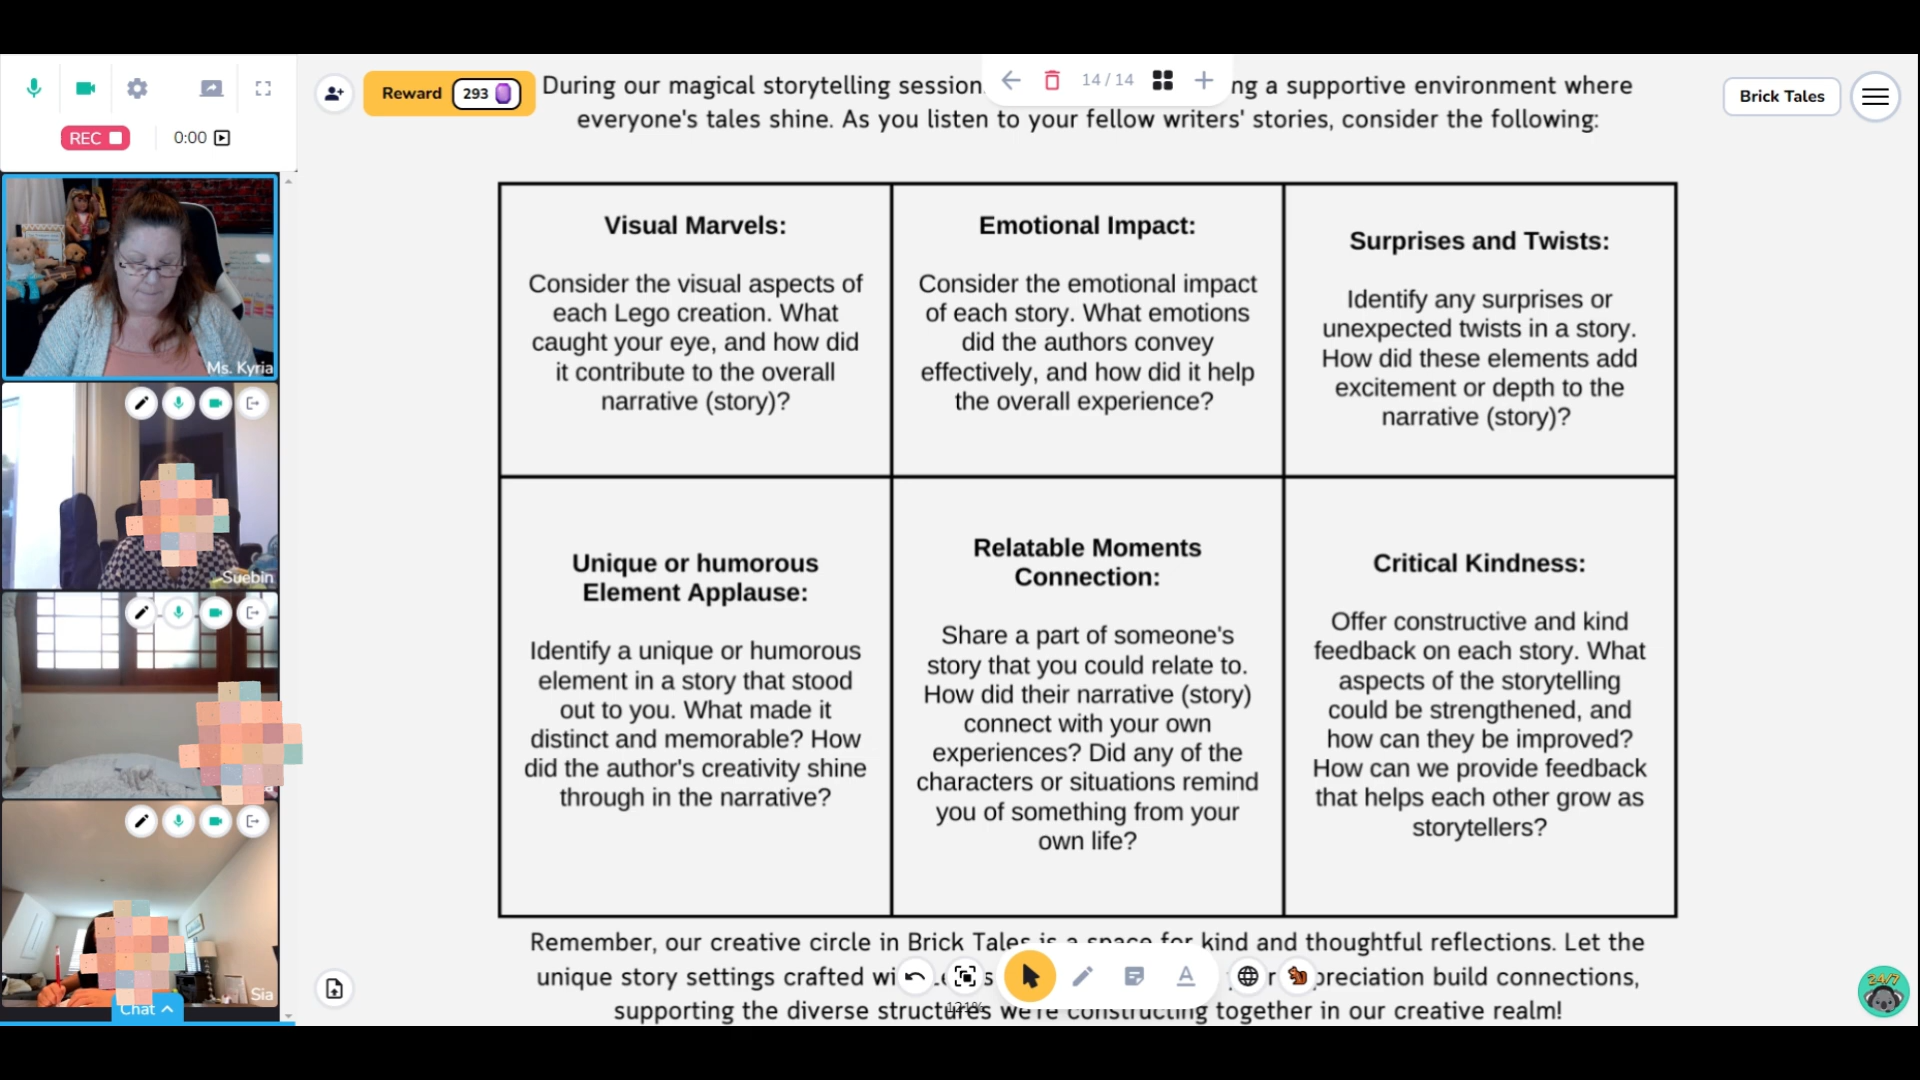 REC
0:00
Ms. Kyria
Suebin
Sia
Chat
Reward 293
14 / 14
Brick Tales
During our magical storytelling session ng a supportive environment where
everyone's tales shine. As you listen to your fellow writers' stories, consider the following:
Visual Marvels:
Consider the visual aspects of
each Lego creation. What
caught your eye, and how did
it contribute to the overall
narrative (story)?
Emotional Impact:
Consider the emotional impact
of each story. What emotions
did the authors convey
effectively, and how did it help
the overall experience?
Surprises and Twists:
Identify any surprises or
unexpected twists in a story.
How did these elements add
excitement or depth to the
narrative (story)?
Unique or humorous
Element Applause:
Identify a unique or humorous
element in a story that stood
out to you. What made it
distinct and memorable? How
did the author's creativity shine
through in the narrative?
Relatable Moments
Connection:
Share a part of someone's
story that you could relate to.
How did their narrative (story)
connect with your own
experiences? Did any of the
characters or situations remind
you of something from your
own life?
Critical Kindness:
Offer constructive and kind
feedback on each story. What
aspects of the storytelling
could be strengthened, and
how can they be improved?
How can we provide feedback
that helps each other grow as
storytellers?
Remember, our creative circle in Brick Tales is a space for kind and thoughtful reflections. Let the
unique story settings crafted preciation build connections,
supporting the diverse structures we're constructing together in our creative realm!
121%
A
24/7